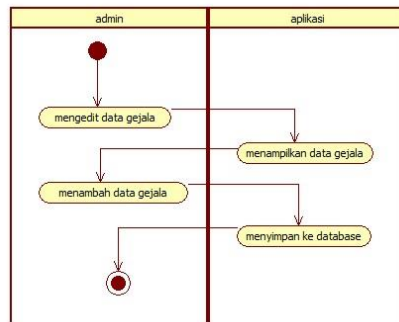 admin
aplikasi
mengedit data gejala
menampilkan data gejala
menambah data gejala
menyimpan ke database